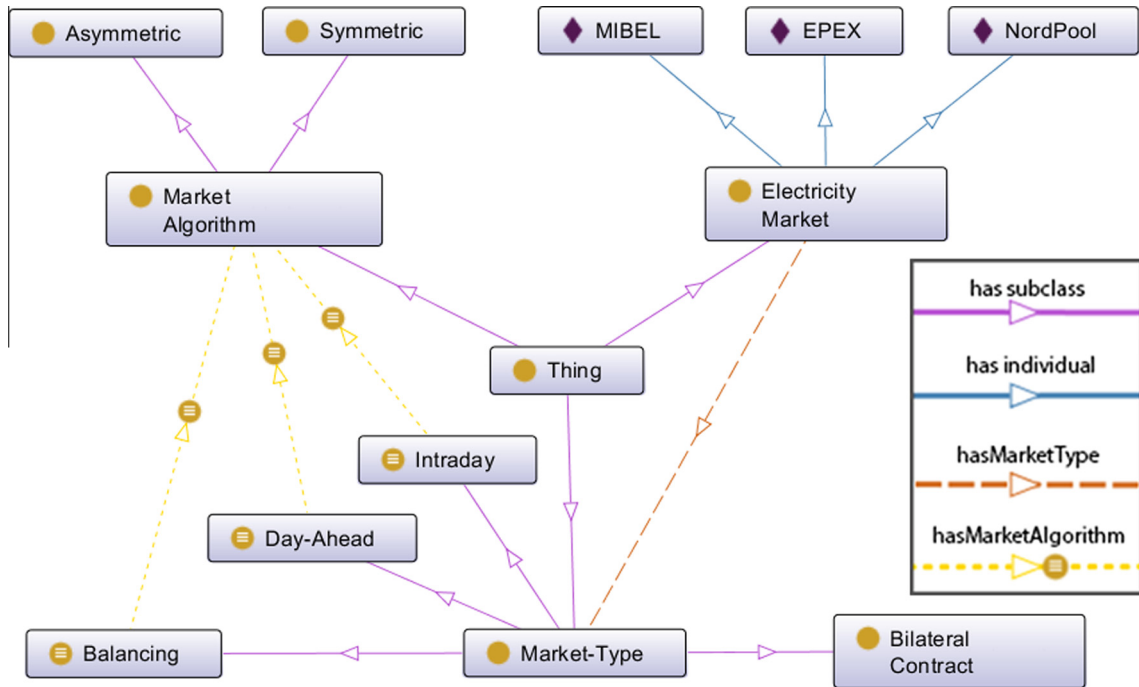 Asymmetric
Symmetric
MIBEL
EPEX
NordPool
Market
Algorithm
Electricity
Market
has subclass
has individual
hasMarketType
hasMarketAlgorithm
Thing
Intraday
Day-Ahead
Balancing
Market-Type
Bilateral
Contract